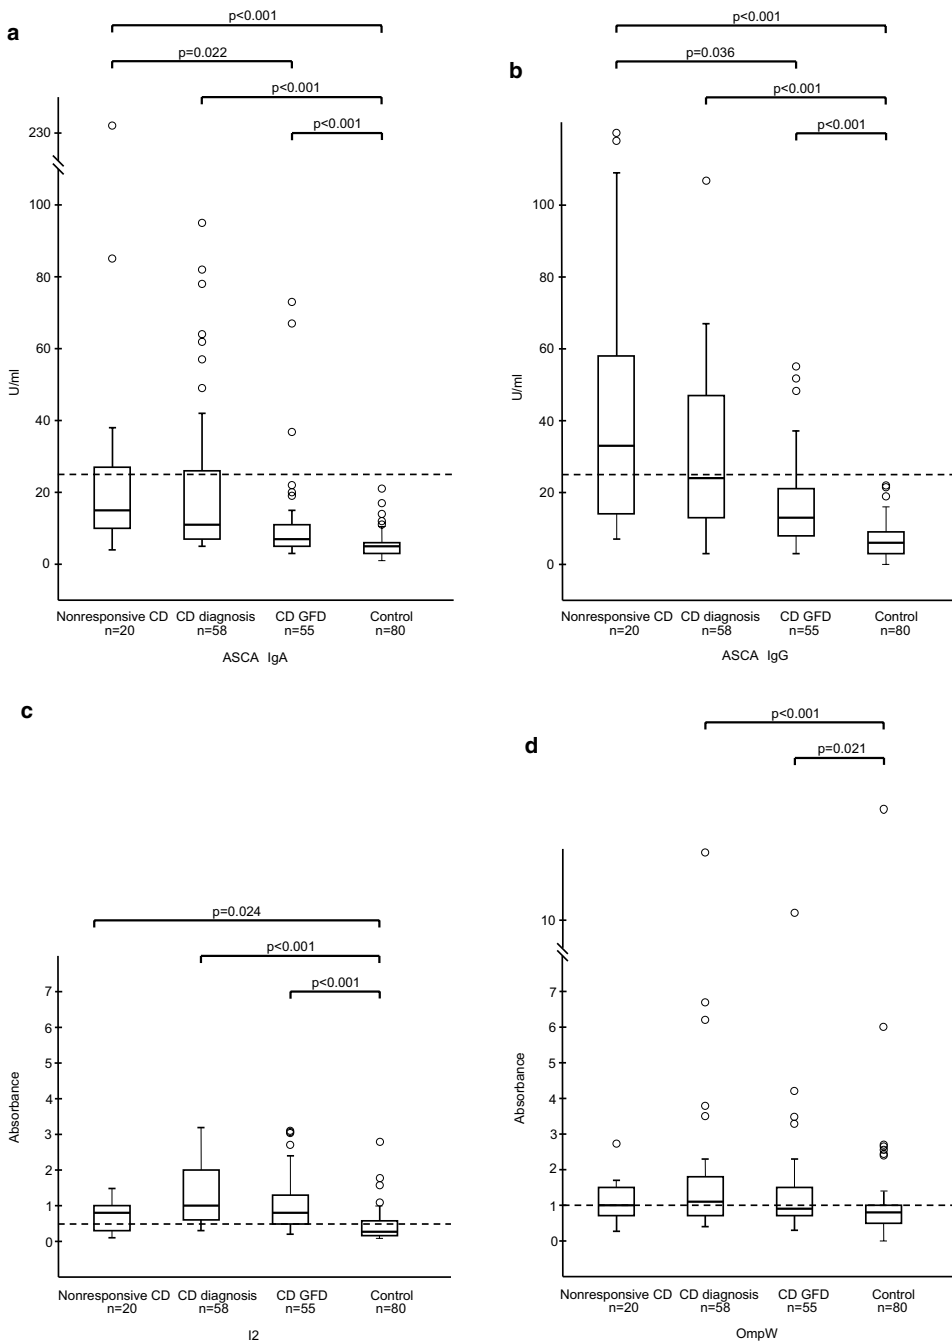 a
p<0.001
p=0.022
p<0.001
p<0.001
230
100
80
60
40
20
0
U/ml
Nonresponsive CD
n=20
CD diagnosis
n=58
CD GFD
n=55
Control
n=80
ASCA IgA
b
p<0.001
p=0.036
p<0.001
p<0.001
100
80
60
40
20
0
U/ml
Nonresponsive CD
n=20
CD diagnosis
n=58
CD GFD
n=55
Control
n=80
ASCA IgG
c
p=0.024
p<0.001
p<0.001
7
6
5
4
3
2
1
0
Absorbance
Nonresponsive CD
n=20
CD diagnosis
n=58
CD GFD
n=55
Control
n=80
I2
d
p<0.001
p=0.021
10
7
6
5
4
3
2
1
0
Absorbance
Nonresponsive CD
n=20
CD diagnosis
n=58
CD GFD
n=55
Control
n=80
OmpW